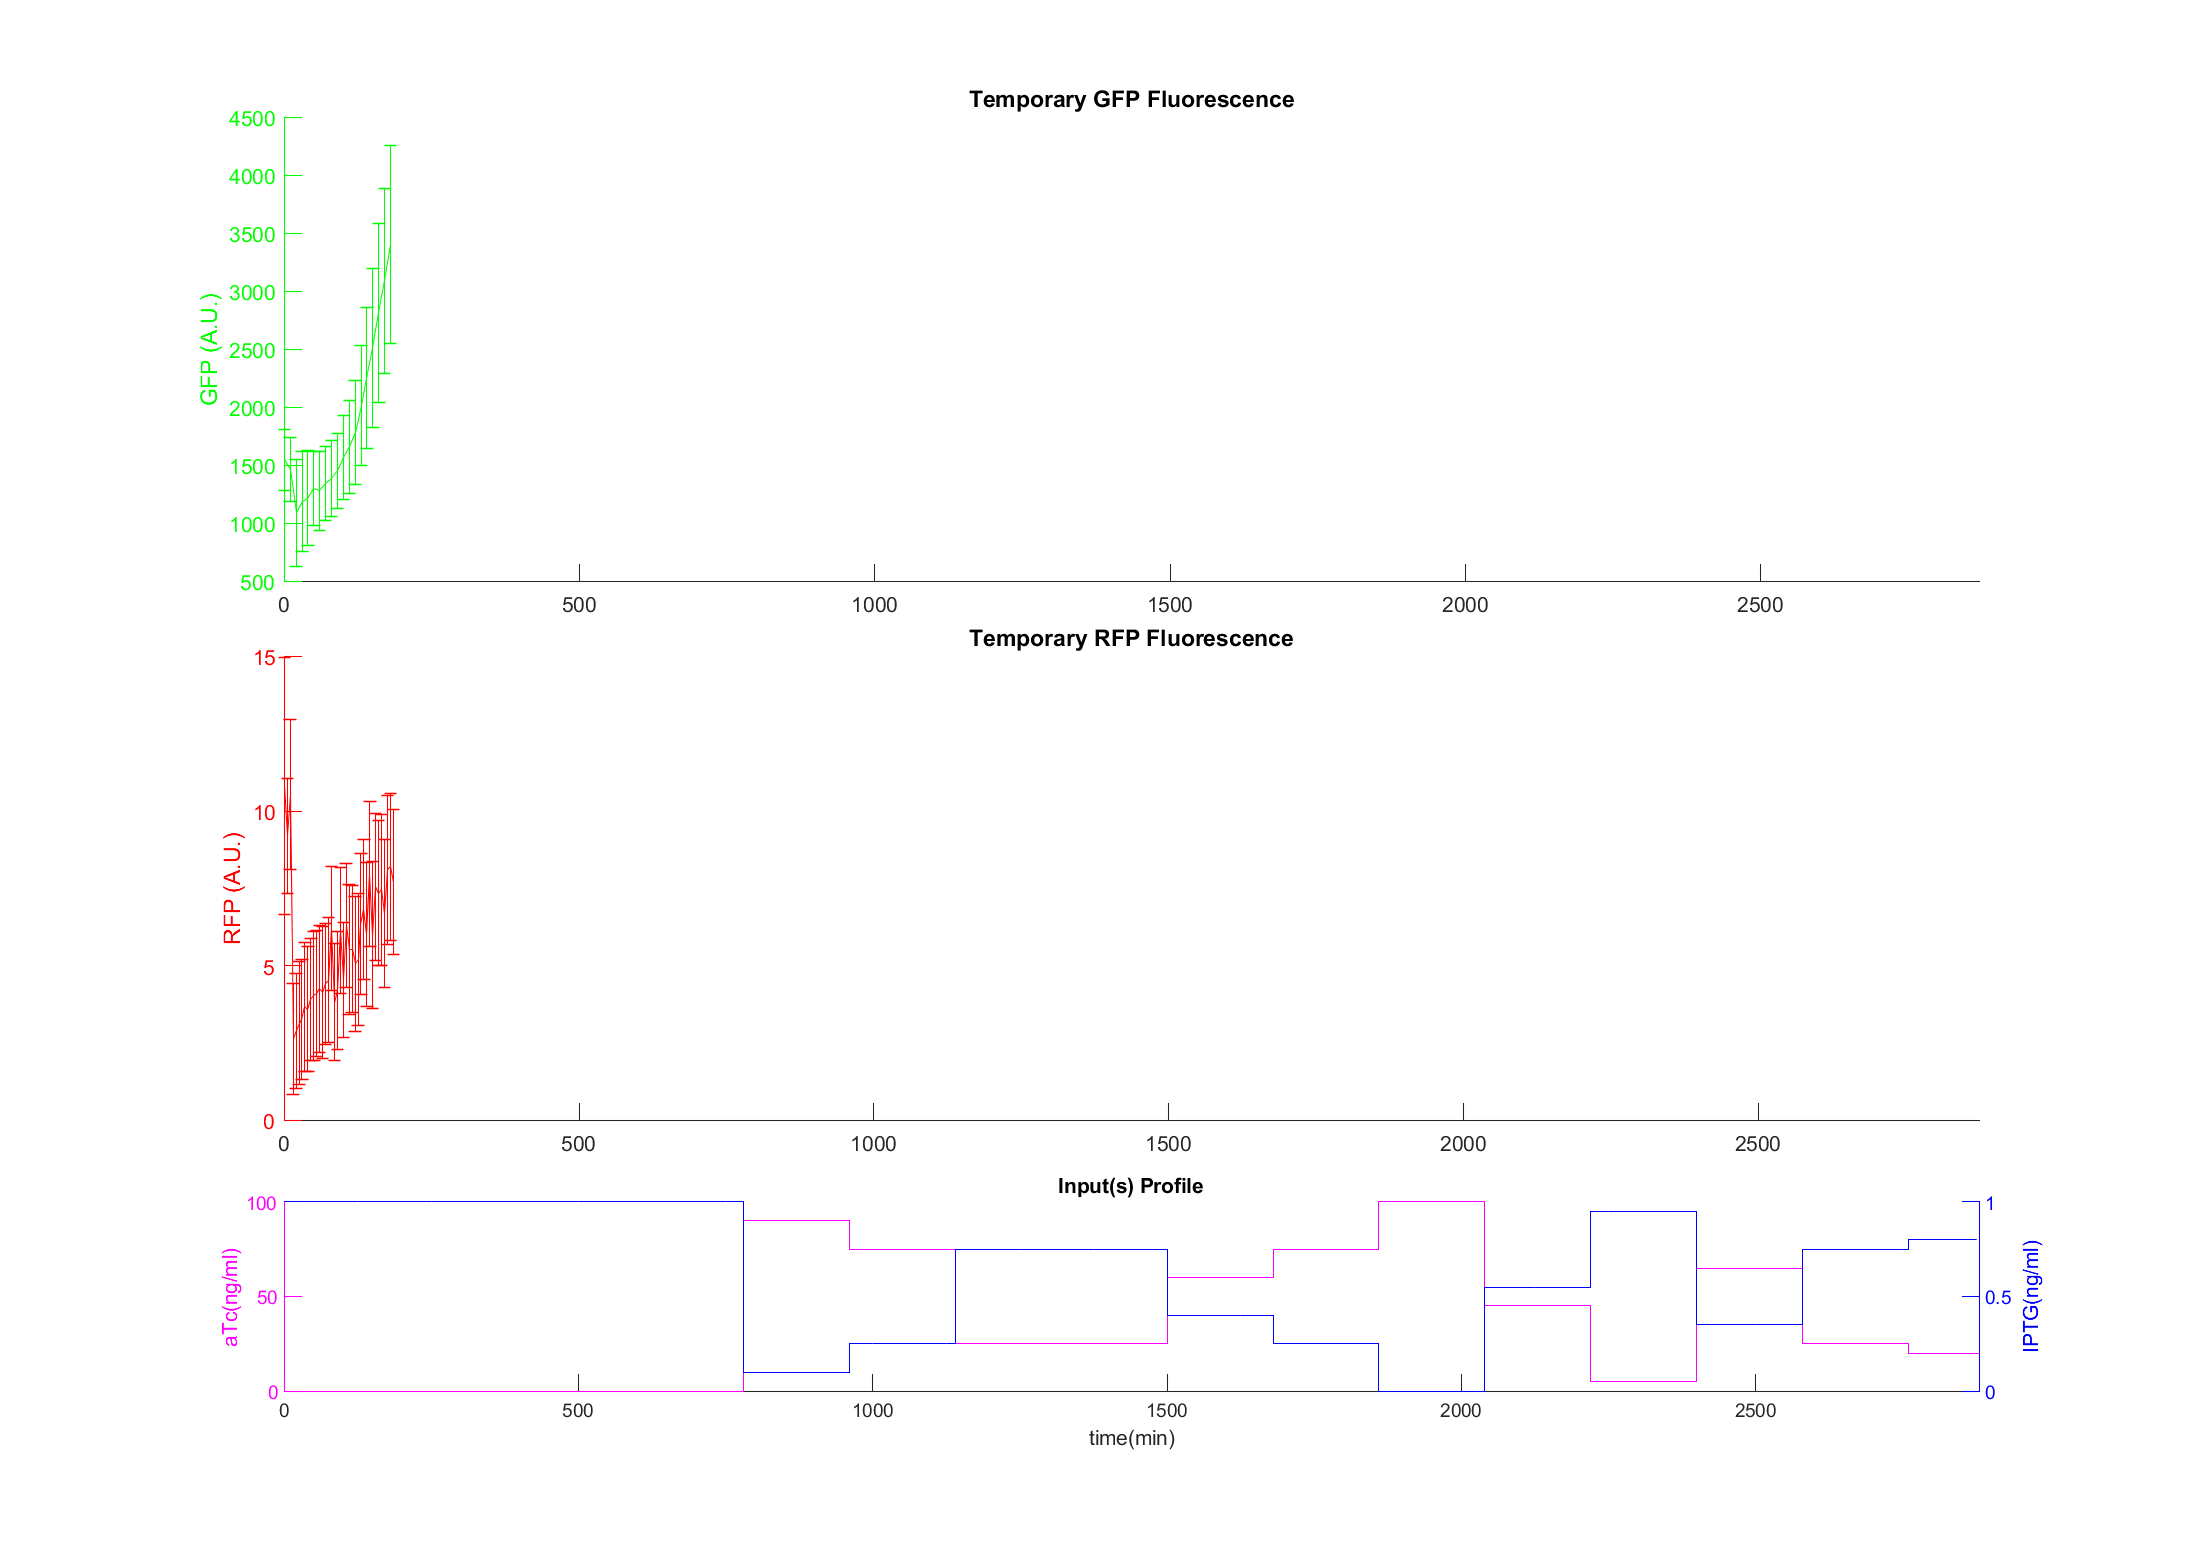 Temporary GFP Fluorescence
4500
4000
3500
3000
2500
2000
1500
1000
500
GFP (A.U.)
0 500 1000 1500 2000 2500
Temporary RFP Fluorescence
15
10
5
0
RFP (A.U.)
0 500 1000 1500 2000 2500
Input(s) Profile
100
50
0
aTc(ng/ml)
1
0.5
0
IPTG(ng/ml)
0 500 1000 1500 2000 2500
time(min)